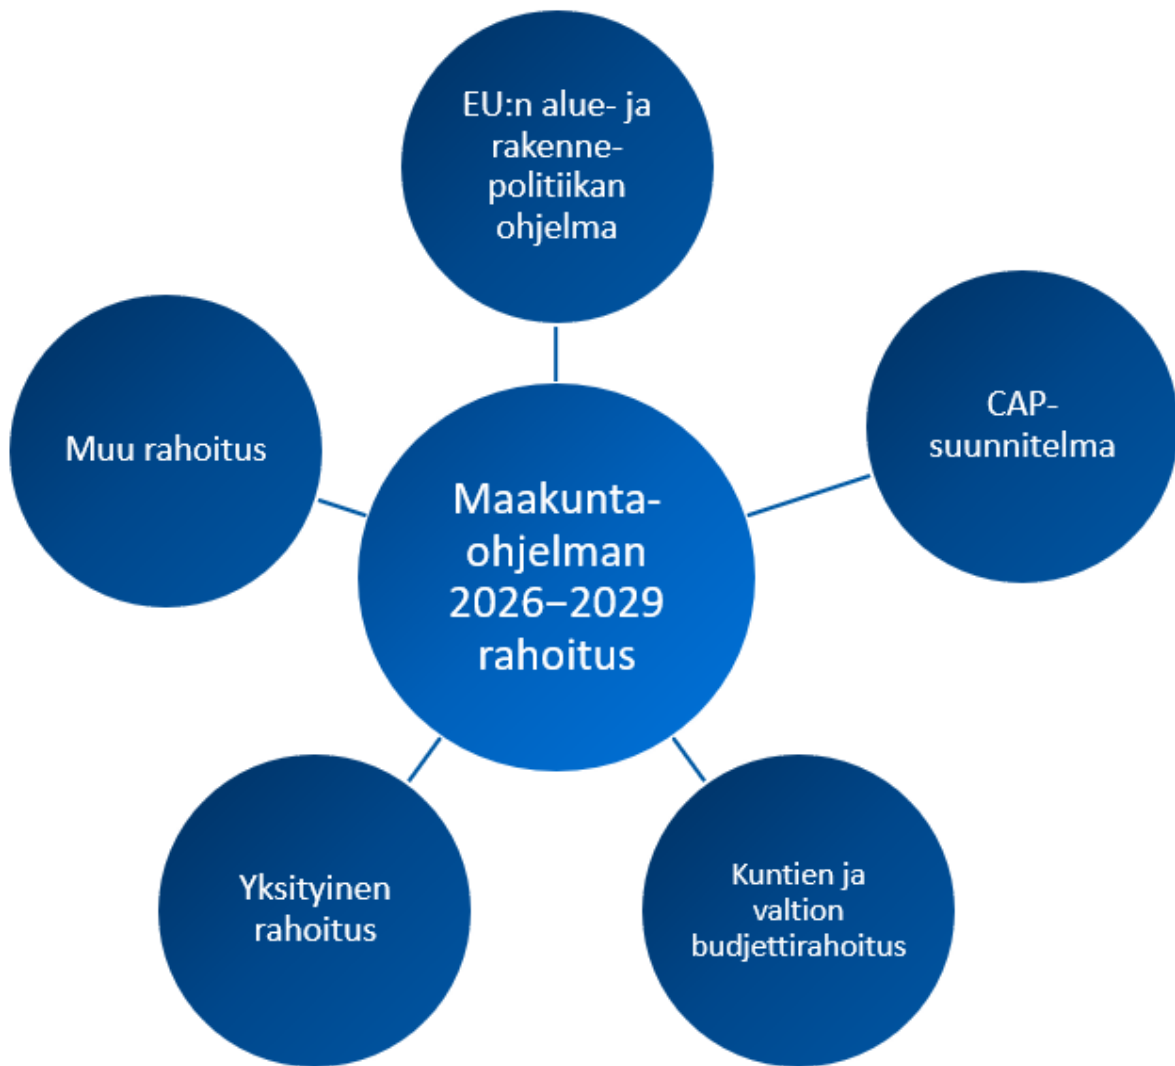 EU:n alue- ja
rakenne-
politiikan
ohjelma
CAP-
suunnitelma
Muu rahoitus
Maakunta-
ohjelman
2026–2029
rahoitus
Yksityinen
rahoitus
Kuntien ja
valtion
budjettirahoitus